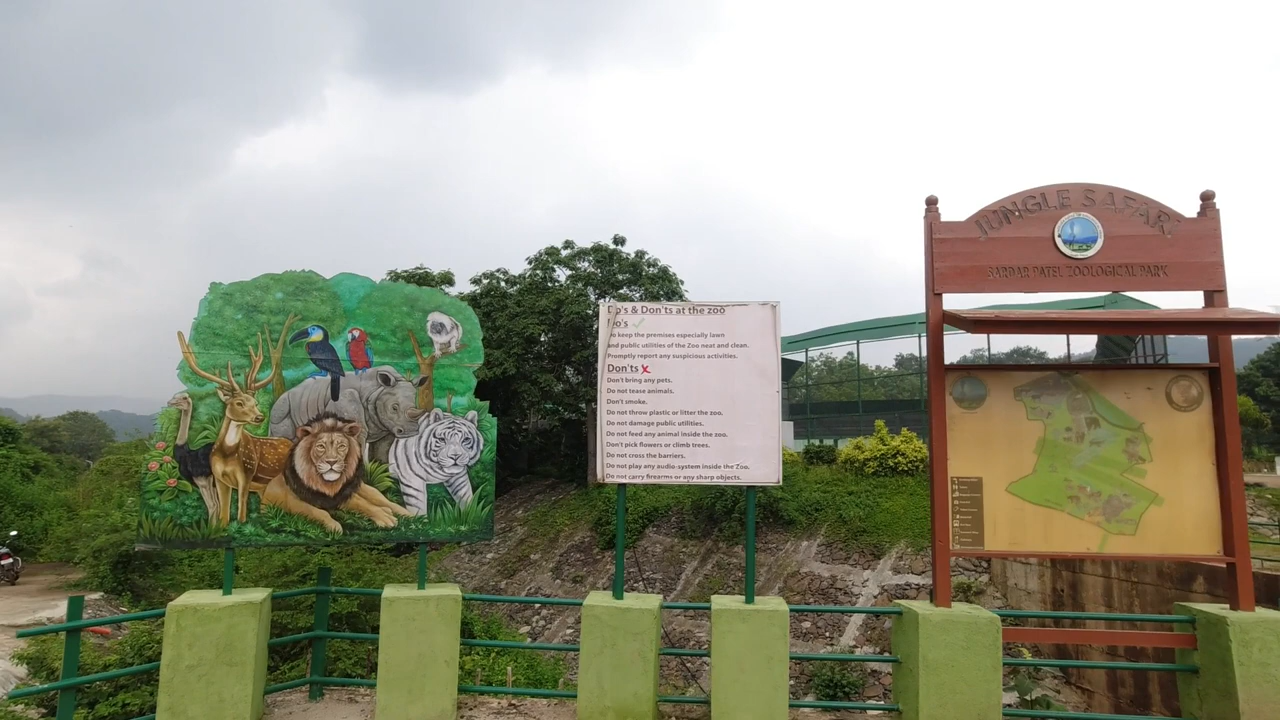 Do's & Don'ts at the zoo
Do's
keep the premises especially lawn
and public utilities of the Zoo neat and clean.
Promptly report any suspicious activities.
Don'ts
Don't bring any pets.
Do not tease animals.
Don't smoke.
Do not throw plastic or litter the zoo.
Do not damage public utilities.
Do not feed any animal inside the zoo.
Don't pick flowers or climb trees.
Do not cross the barriers.
Do not play any audio system inside the Zoo.
Do not carry firearms or any sharp objects.
JUNGLE SAFARI
SARDAR PATEL ZOOLOGICAL PARK